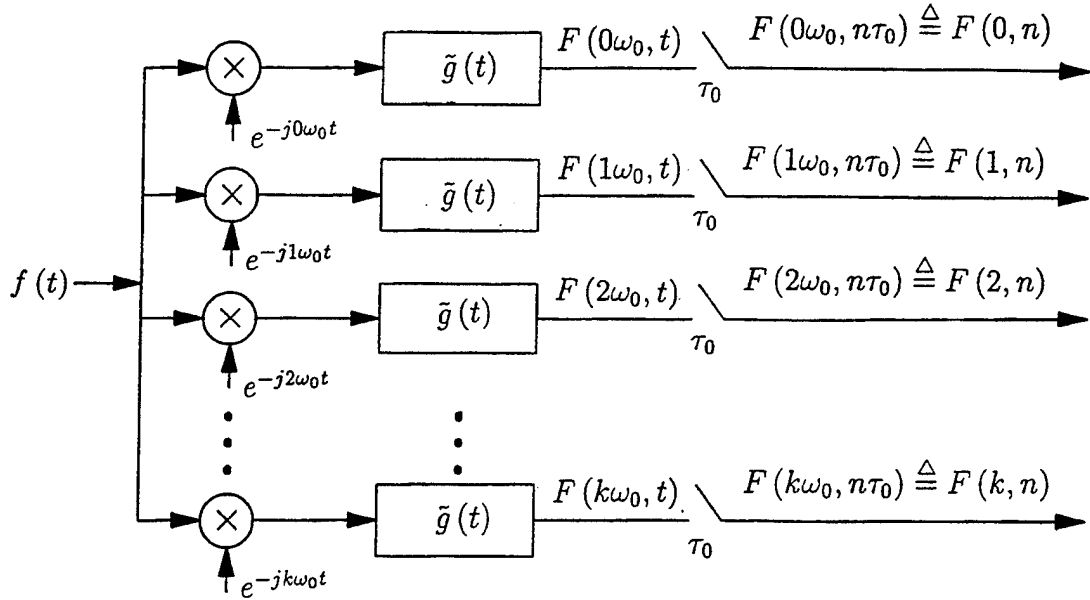 F (0ω₀, t) F (0ω₀, nτ₀) ≜ F (0, n)
× g̃ (t) τ₀
e^{-j0ω₀t}
F (1ω₀, t) F (1ω₀, nτ₀) ≜ F (1, n)
× g̃ (t) τ₀
e^{-j1ω₀t}
f (t)
F (2ω₀, t) F (2ω₀, nτ₀) ≜ F (2, n)
× g̃ (t) τ₀
e^{-j2ω₀t}
F (kω₀, t) F (kω₀, nτ₀) ≜ F (k, n)
× g̃ (t) τ₀
e^{-jkω₀t}